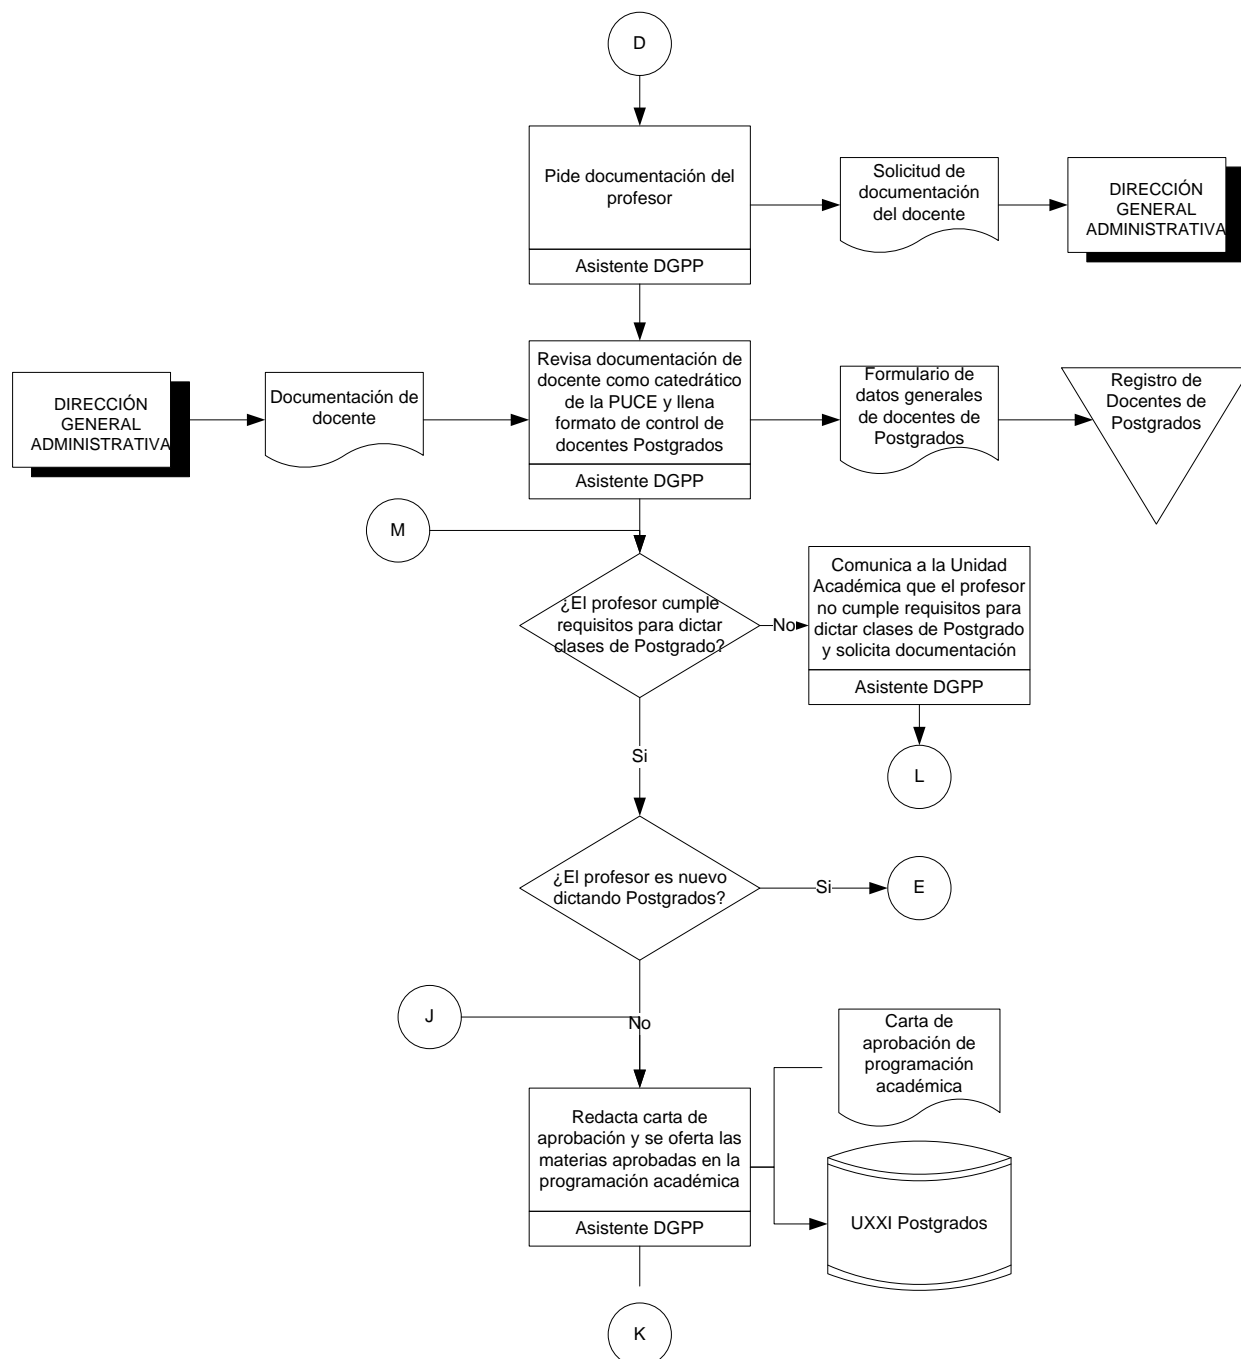 D
Pide documentación del
profesor
Asistente DGPP
Solicitud de
documentación
del docente
DIRECCIÓN
GENERAL
ADMINISTRATIVA
DIRECCIÓN
GENERAL
ADMINISTRATIVA
Documentación de
docente
Revisa documentación de
docente como catedrático
de la PUCE y llena
formato de control de
docentes Postgrados
Asistente DGPP
Formulario de
datos generales
de docentes de
Postgrados
Registro de
Docentes de
Postgrados
M
¿El profesor cumple
requisitos para dictar
clases de Postgrado?
No
Comunica a la Unidad
Académica que el profesor
no cumple requisitos para
dictar clases de Postgrado
y solicita documentación
Asistente DGPP
L
Si
¿El profesor es nuevo
dictando Postgrados?
Si
E
J
No
Redacta carta de
aprobación y se oferta las
materias aprobadas en la
programación académica
Asistente DGPP
Carta de
aprobación de
programación
académica
UXXI Postgrados
K